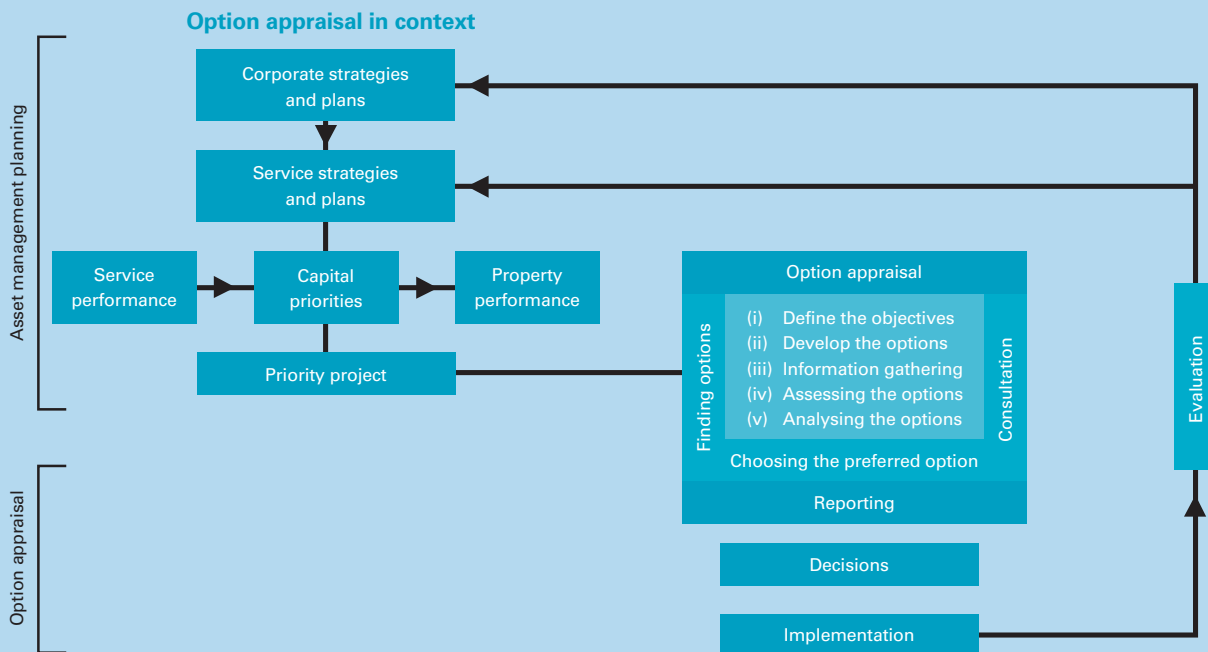 Option appraisal in context
Asset management planning
Corporate strategies
and plans
Service strategies
and plans
Service
performance
Capital
priorities
Property
performance
Priority project
Option appraisal
Finding options
(i) Define the objectives
(ii) Develop the options
(iii) Information gathering
(iv) Assessing the options
(v) Analysing the options
Consultation
Choosing the preferred option
Reporting
Evaluation
Option appraisal
Decisions
Implementation